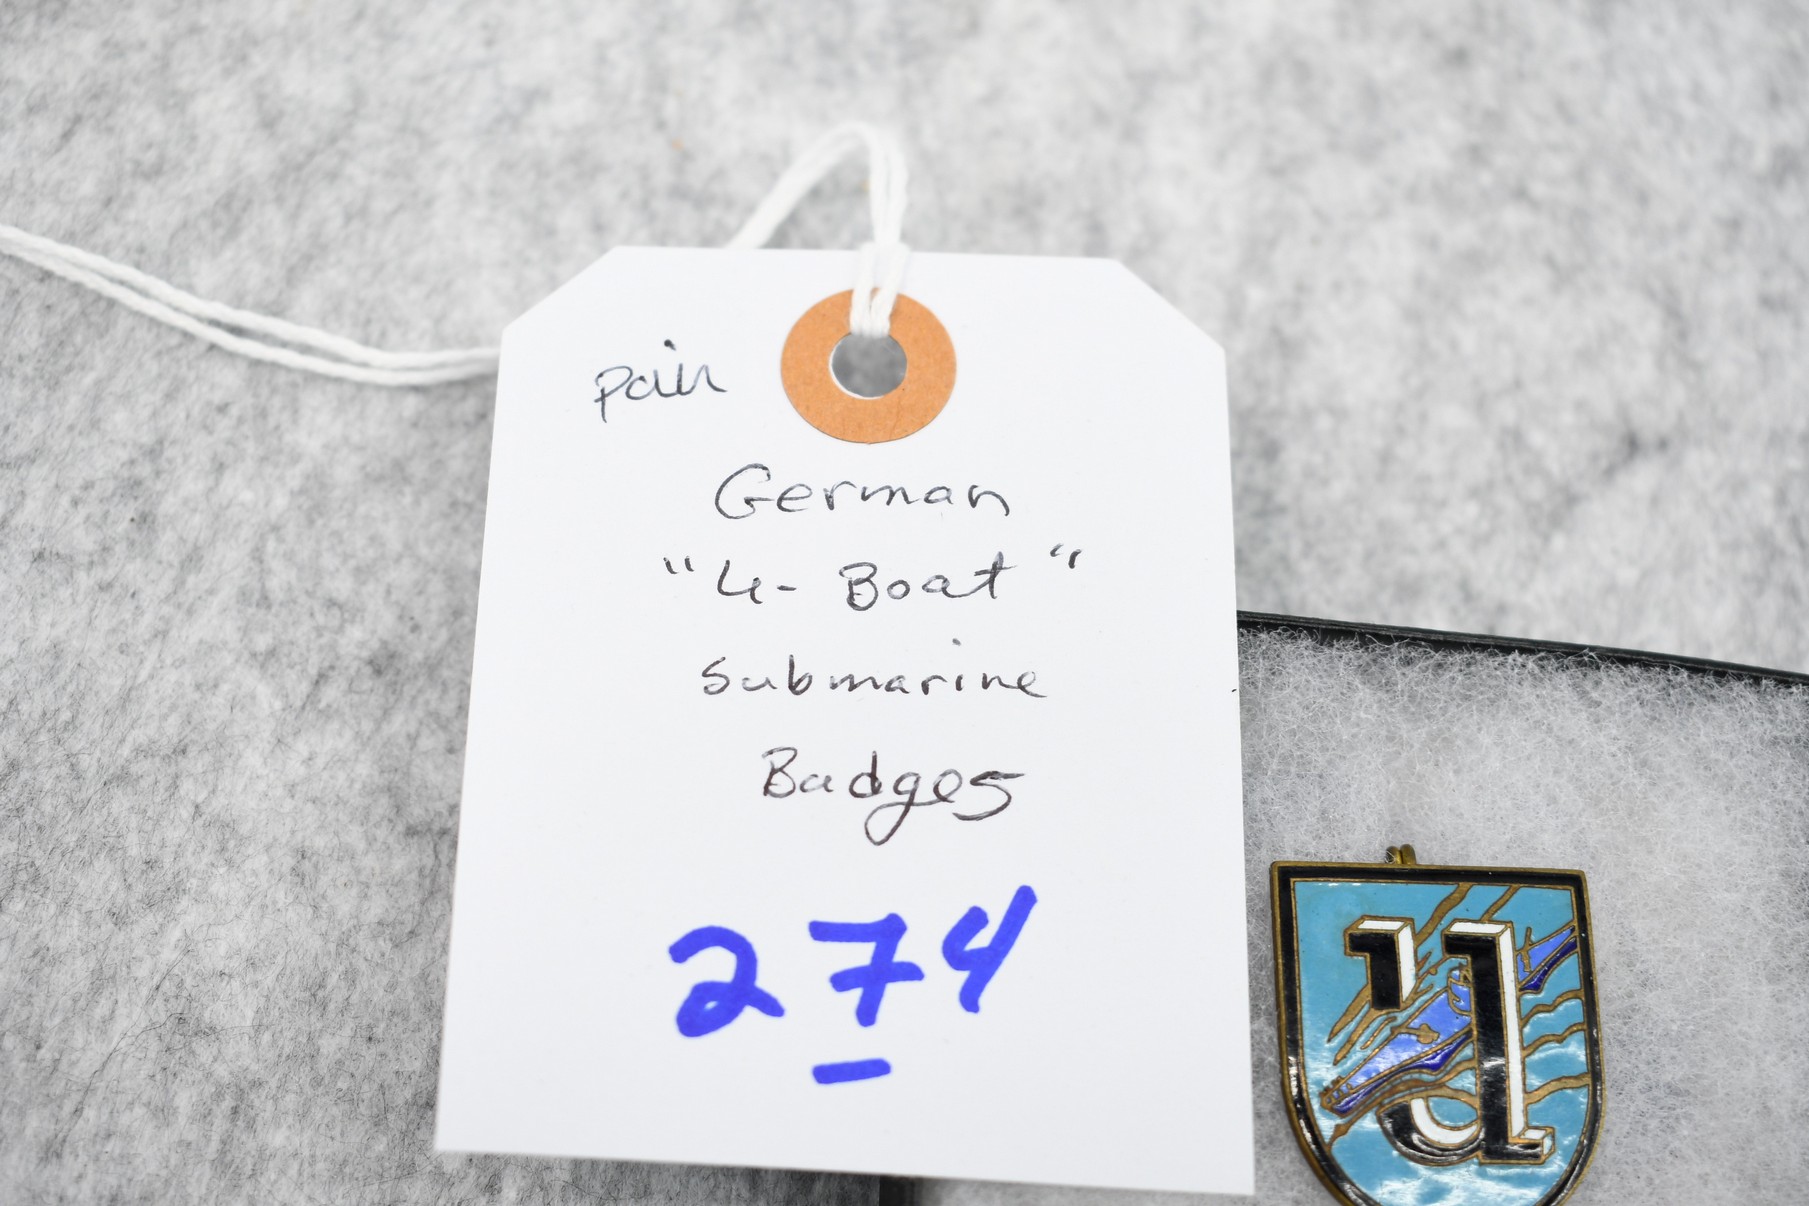 pair
German
"U-Boat"
Submarine
Badges
274
U